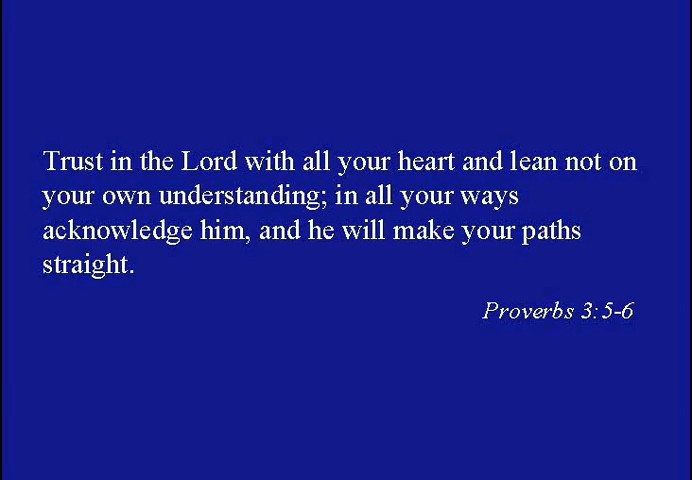 Trust in the Lord with all your heart and lean not on
your own understanding; in all your ways
acknowledge him, and he will make your paths
straight.
Proverbs 3:5-6